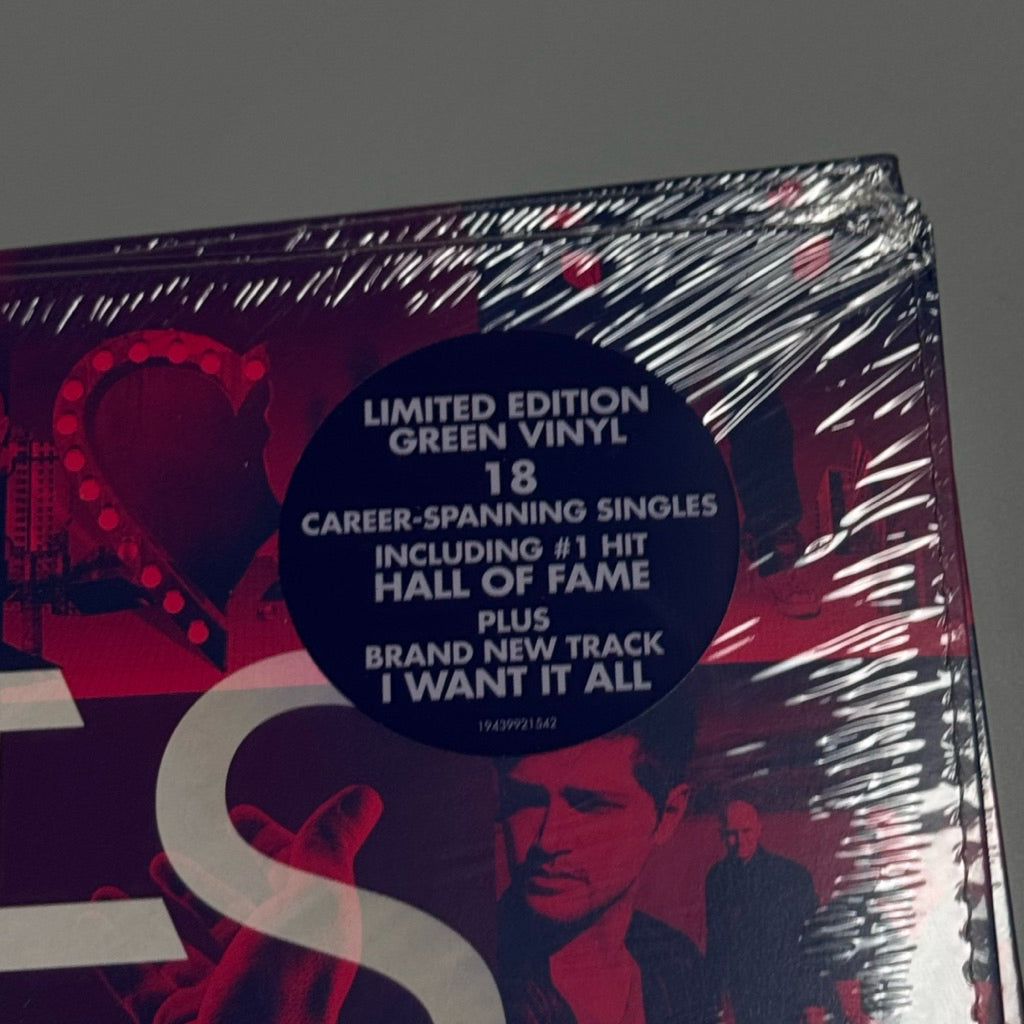 LIMITED EDITION
GREEN VINYL
18
CAREER-SPANNING SINGLES
INCLUDING #1 HIT
HALL OF FAME
PLUS
BRAND NEW TRACK
I WANT IT ALL
19439921542
ES